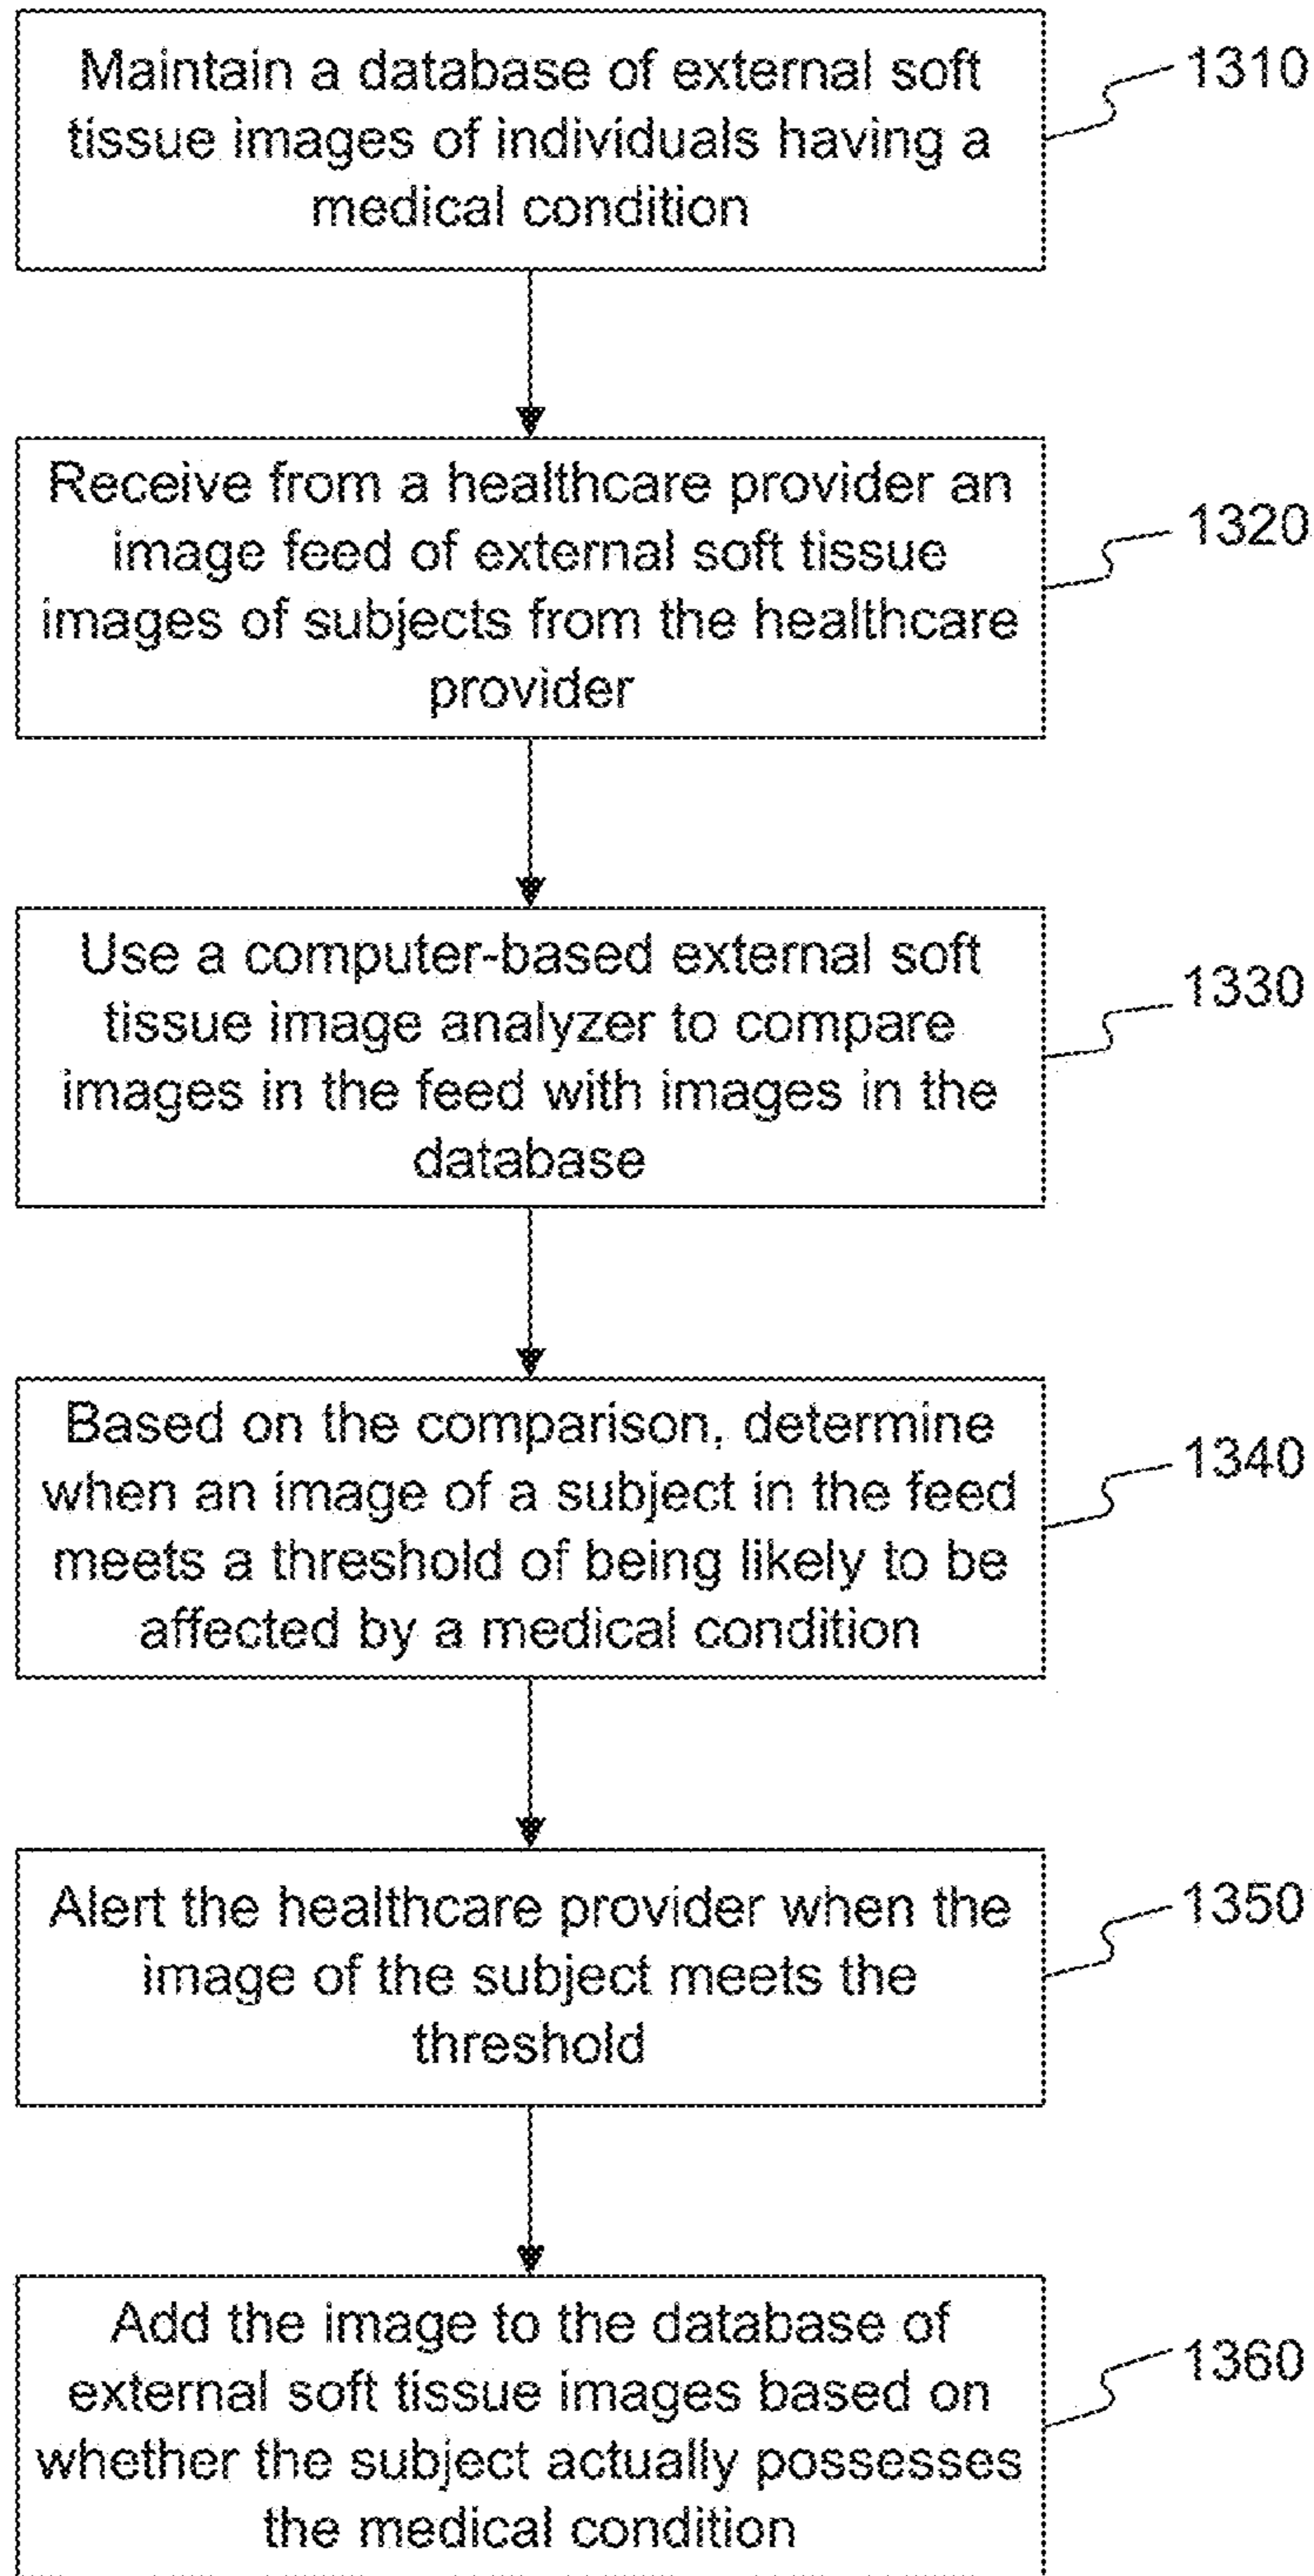 Maintain a database of external soft
tissue images of individuals having a
medical condition
1310
Receive from a healthcare provider an
image feed of external soft tissue
images of subjects from the healthcare
provider
1320
Use a computer-based external soft
tissue image analyzer to compare
images in the feed with images in the
database
1330
Based on the comparison, determine
when an image of a subject in the feed
meets a threshold of being likely to be
affected by a medical condition
1340
Alert the healthcare provider when the
image of the subject meets the
threshold
1350
Add the image to the database of
external soft tissue images based on
whether the subject actually possesses
the medical condition
1360